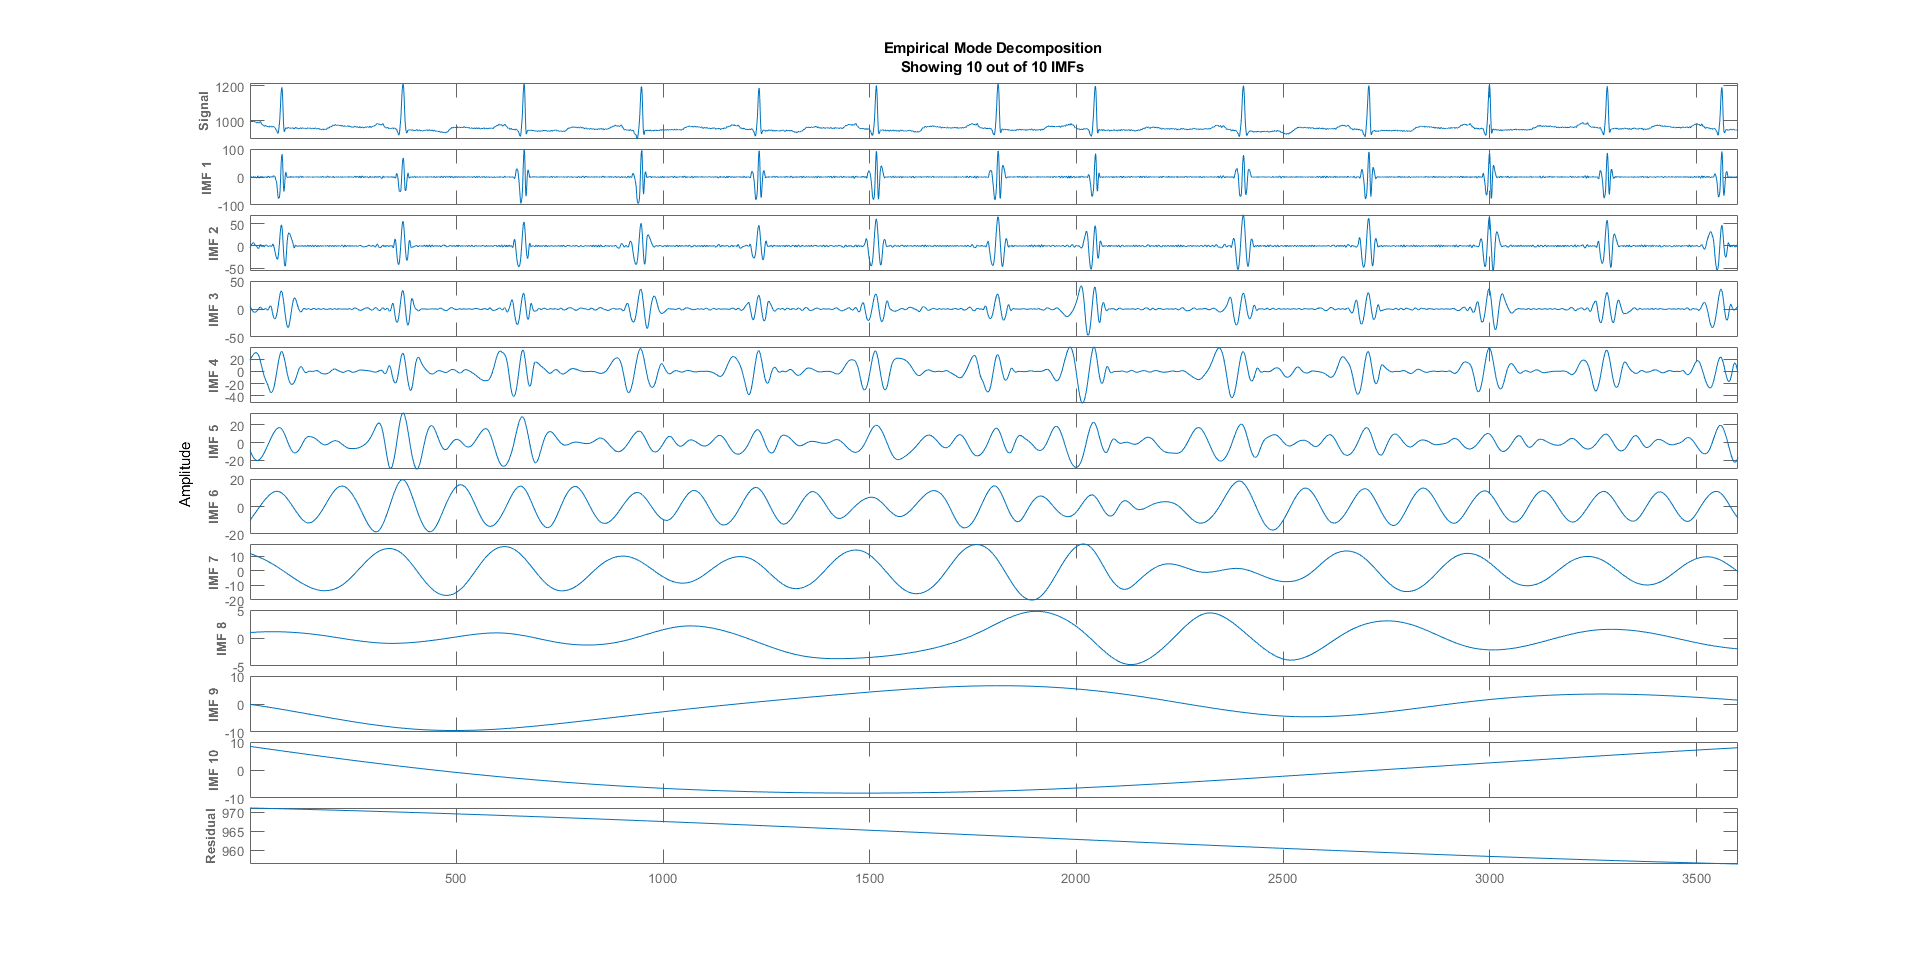 Empirical Mode Decomposition
Showing 10 out of 10 IMFs
Amplitude
Signal
1200
1000
IMF 1
100
0
-100
IMF 2
50
0
-50
IMF 3
50
0
-50
IMF 4
20
0
-20
-40
IMF 5
20
0
-20
IMF 6
20
0
-20
IMF 7
10
0
-10
-20
IMF 8
5
0
-5
IMF 9
10
0
-10
IMF 10
10
0
-10
Residual
970
965
960
500 1000 1500 2000 2500 3000 3500